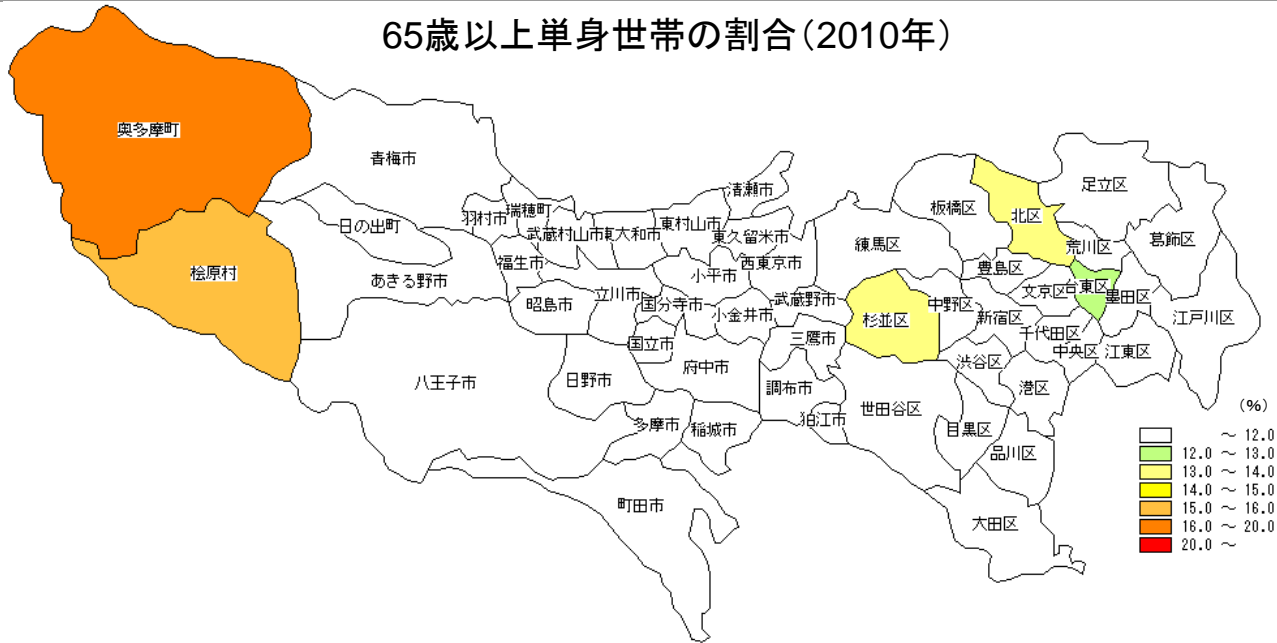 65歳以上単身世帯の割合(2010年)
奥多摩町
青梅市
清瀬市
足立区
板橋区
羽村市
瑞穂町
北区
日の出町
武蔵村山市
東大和市
東村山市
東久留米市
練馬区
荒川区
葛飾区
桧原村
あきる野市
福生市
小平市
西東京市
豊島区
文京区
台東区
墨田区
昭島市
立川市
国分寺市
小金井市
武蔵野市
杉並区
中野区
新宿区
千代田区
江戸川区
国立市
三鷹市
中央区
江東区
八王子市
日野市
府中市
調布市
渋谷区
港区
多摩市
稲城市
狛江市
世田谷区
目黒区
品川区
町田市
大田区
(%)
~ 12.0
12.0 ~ 13.0
13.0 ~ 14.0
14.0 ~ 15.0
15.0 ~ 16.0
16.0 ~ 20.0
20.0 ~